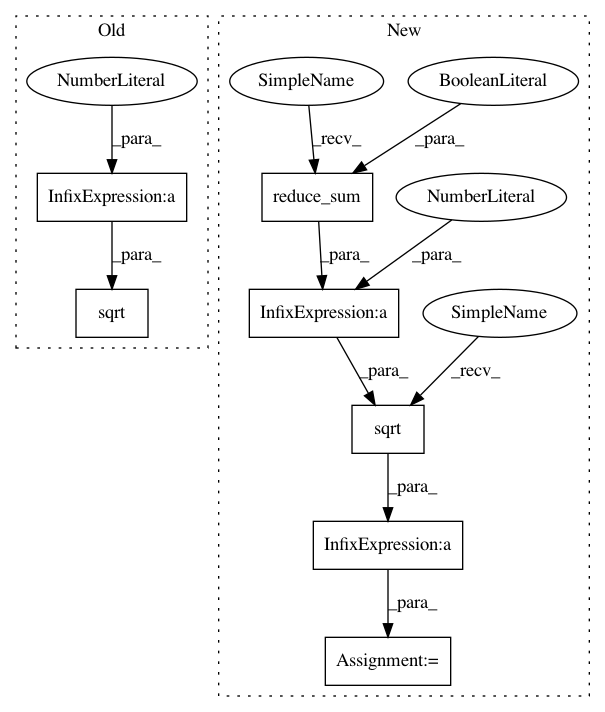 Old
New
NumberLiteral
SimpleName
BooleanLiteral
_para_
_recv_
_para_
InfixExpression:a
reduce_sum
NumberLiteral
_para_
_para_
_para_
sqrt
InfixExpression:a
SimpleName
_para_
_recv_
sqrt
_para_
InfixExpression:a
_para_
Assignment:=